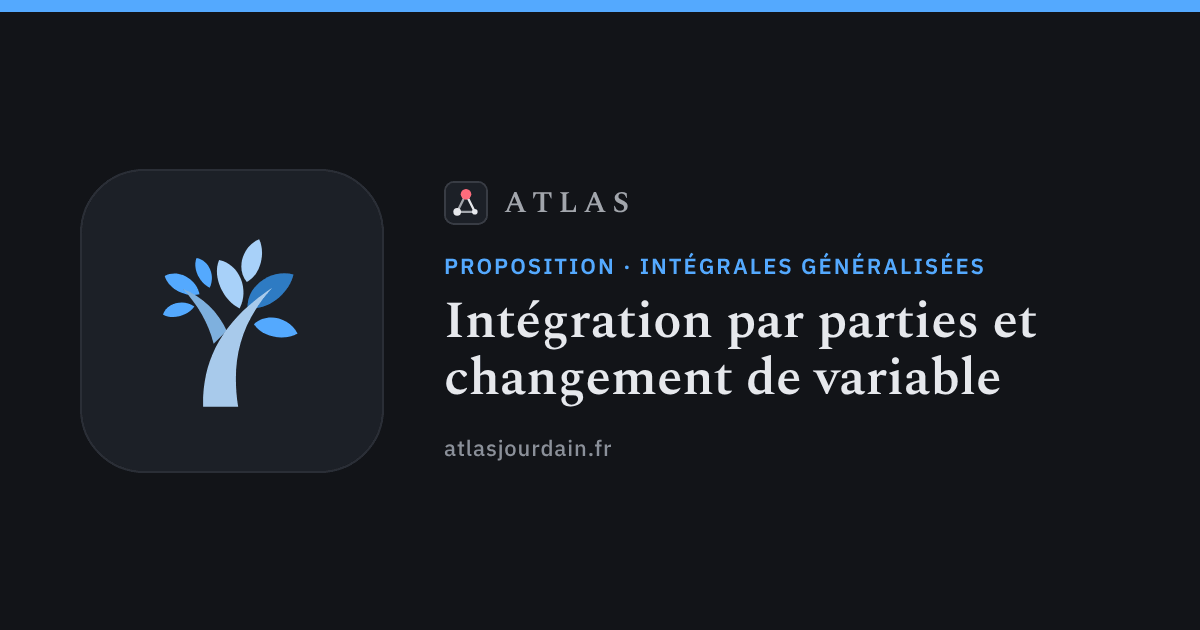 ATLAS
PROPOSITION · INTÉGRALES GÉNÉRALISÉES
Intégration par parties et
changement de variable
atlasjourdain.fr